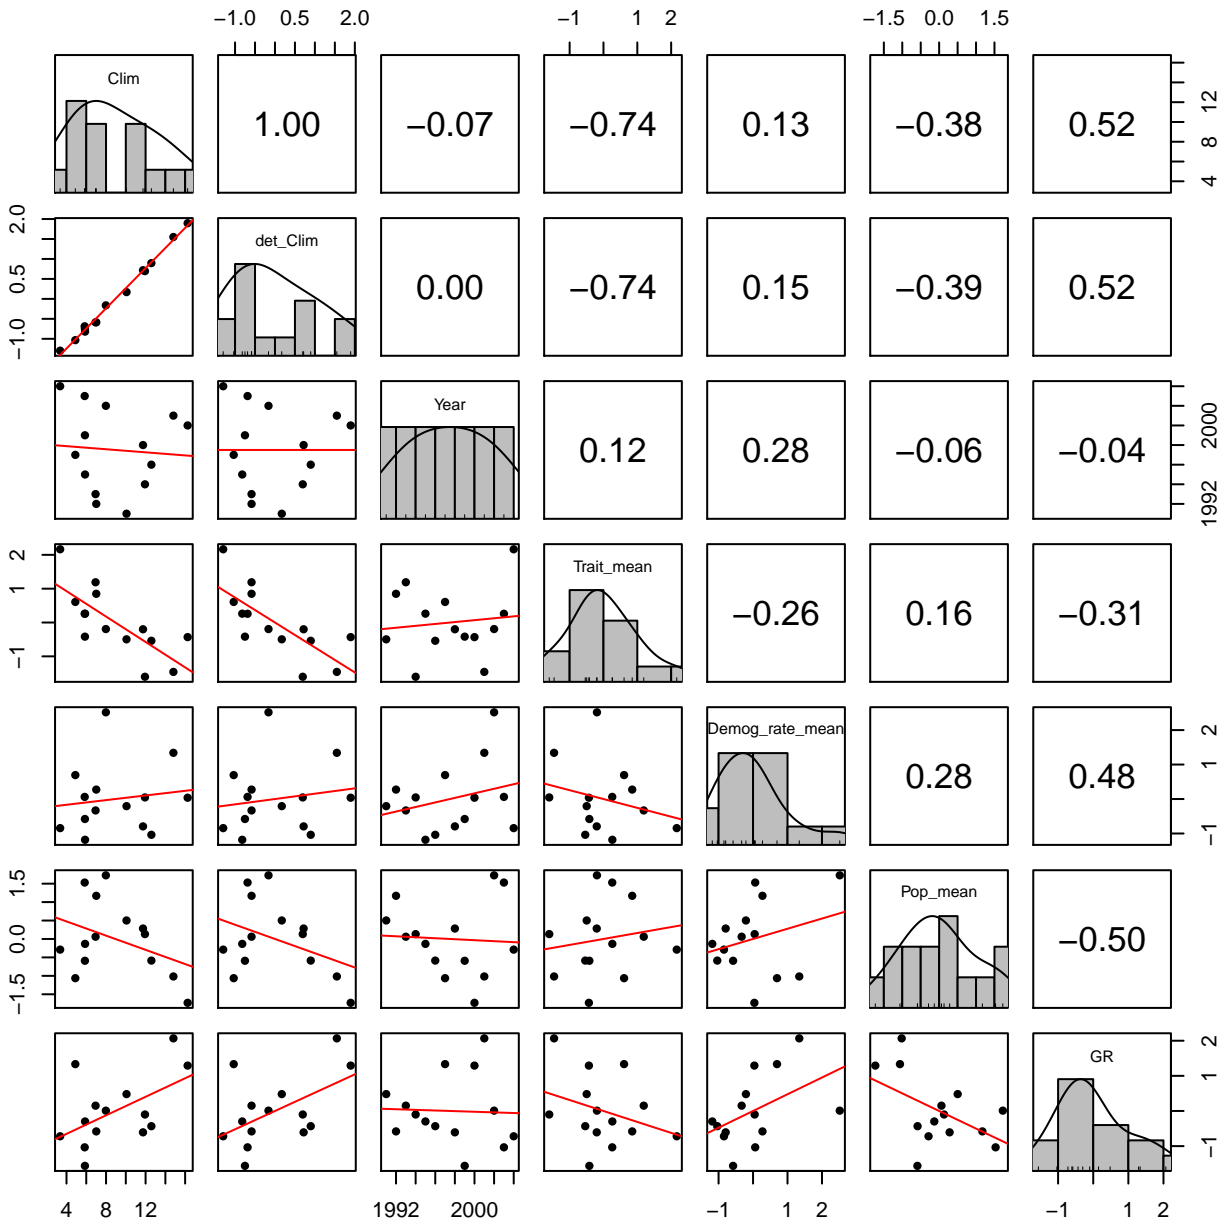 −1.0 0.5 2.0 −1 1 2 −1.5 0.0 1.5
Clim 1.00 −0.07 −0.74 0.13 −0.38 0.52 4 8 12
−1.0 0.5 2.0 det_Clim 0.00 −0.74 0.15 −0.39 0.52
Year 0.12 0.28 −0.06 −0.04 1992 2000
−1 1 2 Trait_mean −0.26 0.16 −0.31
Demog_rate_mean 0.28 0.48 −1 1 2
−1.5 0.0 1.5 Pop_mean −0.50
GR −1 1 2
4 8 12 1992 2000 −1 1 2 −1 1 2